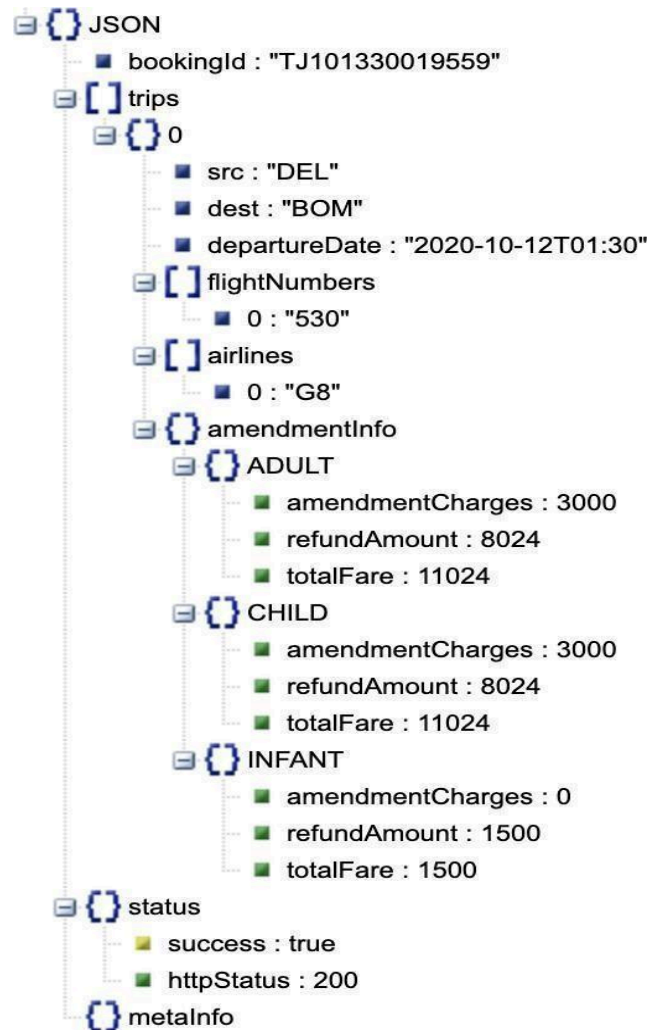 {} JSON
bookingId : "TJ101330019559"
[ ] trips
{} 0
src : "DEL"
dest : "BOM"
departureDate : "2020-10-12T01:30"
[ ] flightNumbers
0 : "530"
[ ] airlines
0 : "G8"
{} amendmentInfo
{} ADULT
amendmentCharges : 3000
refundAmount : 8024
totalFare : 11024
{} CHILD
amendmentCharges : 3000
refundAmount : 8024
totalFare : 11024
{} INFANT
amendmentCharges : 0
refundAmount : 1500
totalFare : 1500
{} status
success : true
httpStatus : 200
{} metaInfo